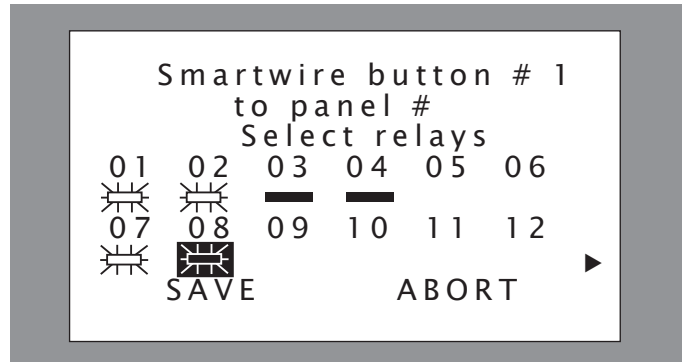 Smartwire button # 1
to panel #
Select relays
01 02 03 04 05 06
07 08 09 10 11 12
SAVE ABORT